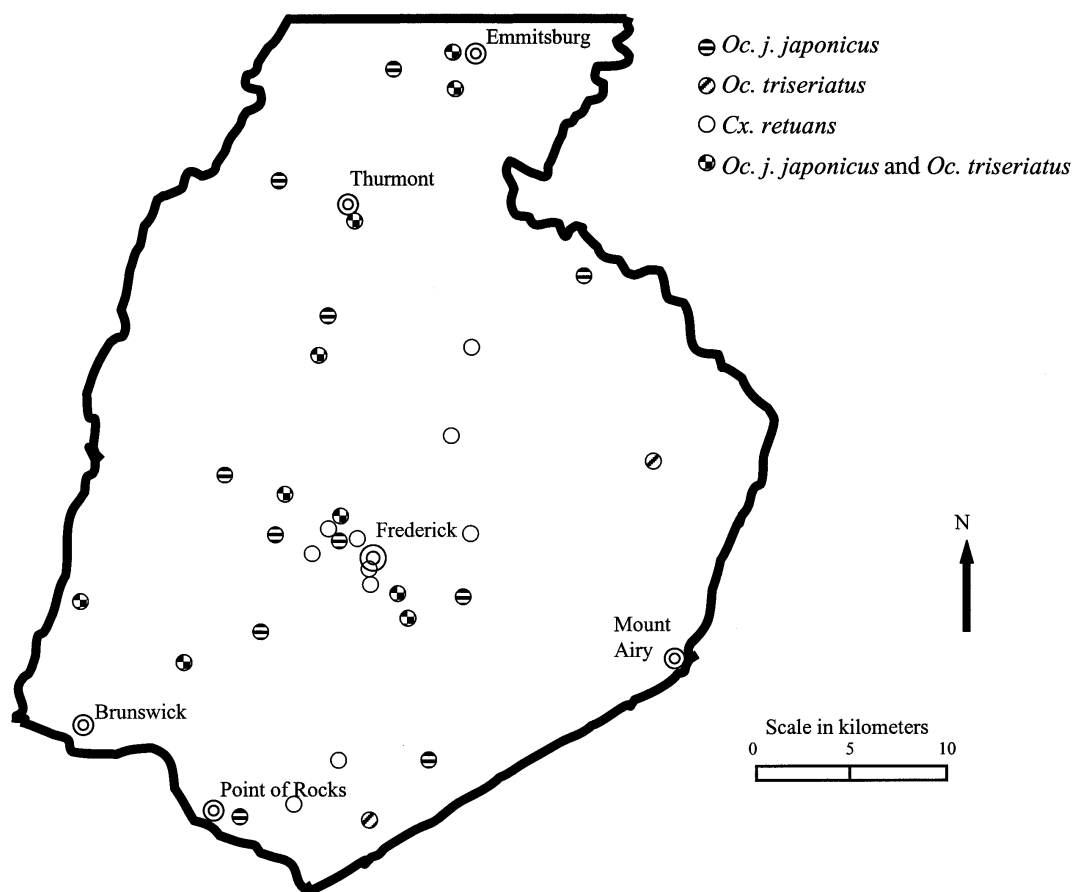 Emmitsburg
Oc. j. japonicus
Oc. triseriatus
Cx. retuans
Oc. j. japonicus and Oc. triseriatus
Thurmont
Frederick
N
Mount
Airy
Brunswick
Scale in kilometers
0 5 10
Point of Rocks